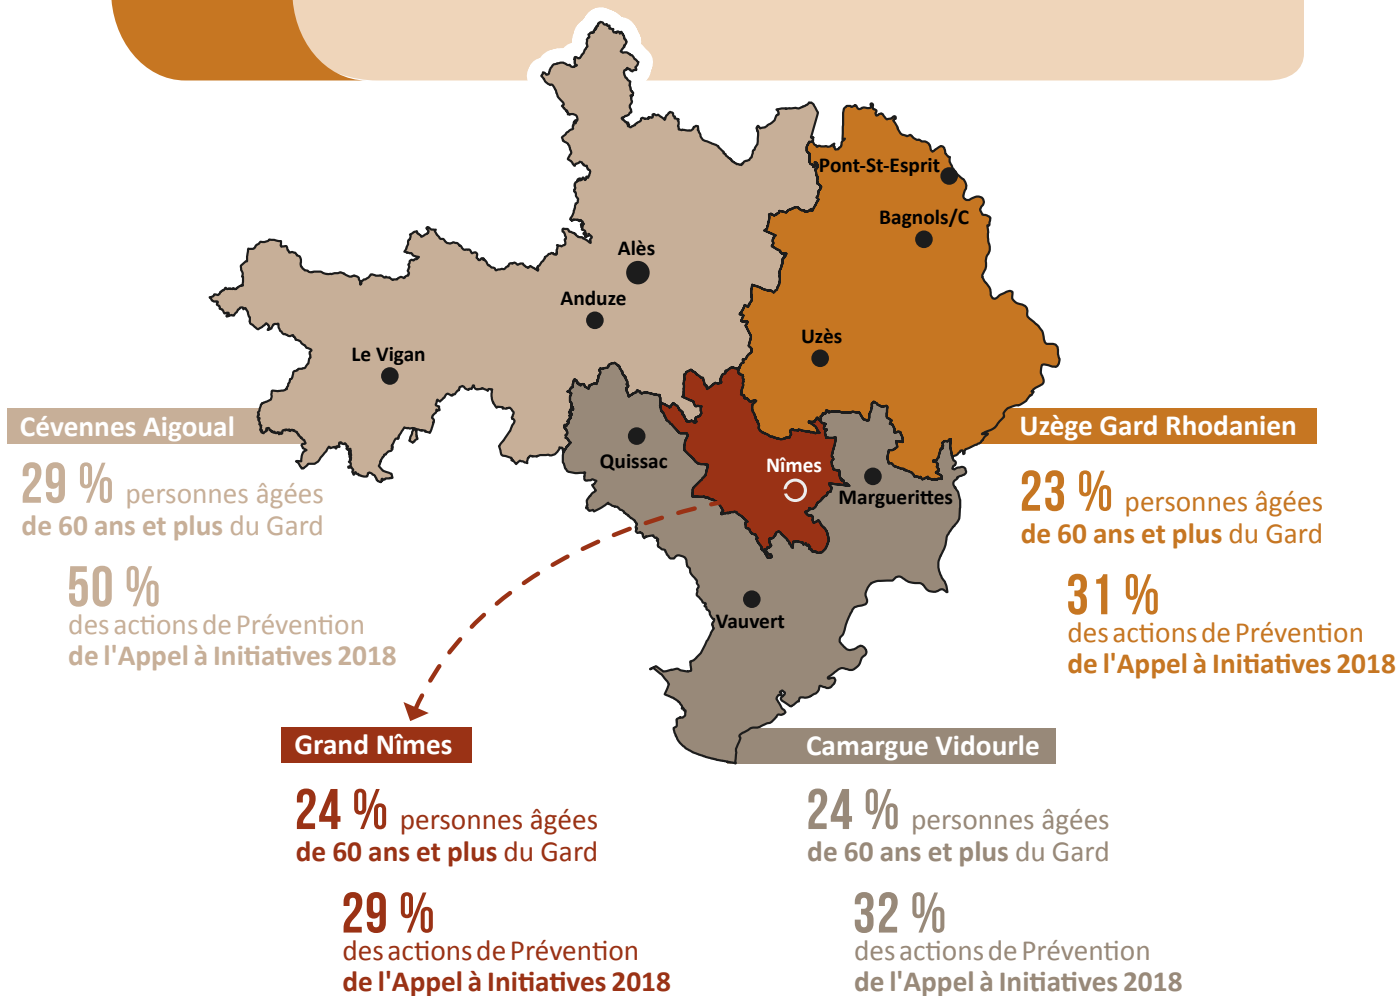 Pont-St-Esprit
Bagnols/C
Alès
Anduze
Uzès
Le Vigan
Quissac
Nîmes
Marguerittes
Vauvert
Cévennes Aigoual
29 % personnes âgées
de 60 ans et plus du Gard
50 %
des actions de Prévention
de l'Appel à Initiatives 2018
Uzège Gard Rhodanien
23 % personnes âgées
de 60 ans et plus du Gard
31 %
des actions de Prévention
de l'Appel à Initiatives 2018
Grand Nîmes
24 % personnes âgées
de 60 ans et plus du Gard
29 %
des actions de Prévention
de l'Appel à Initiatives 2018
Camargue Vidourle
24 % personnes âgées
de 60 ans et plus du Gard
32 %
des actions de Prévention
de l'Appel à Initiatives 2018